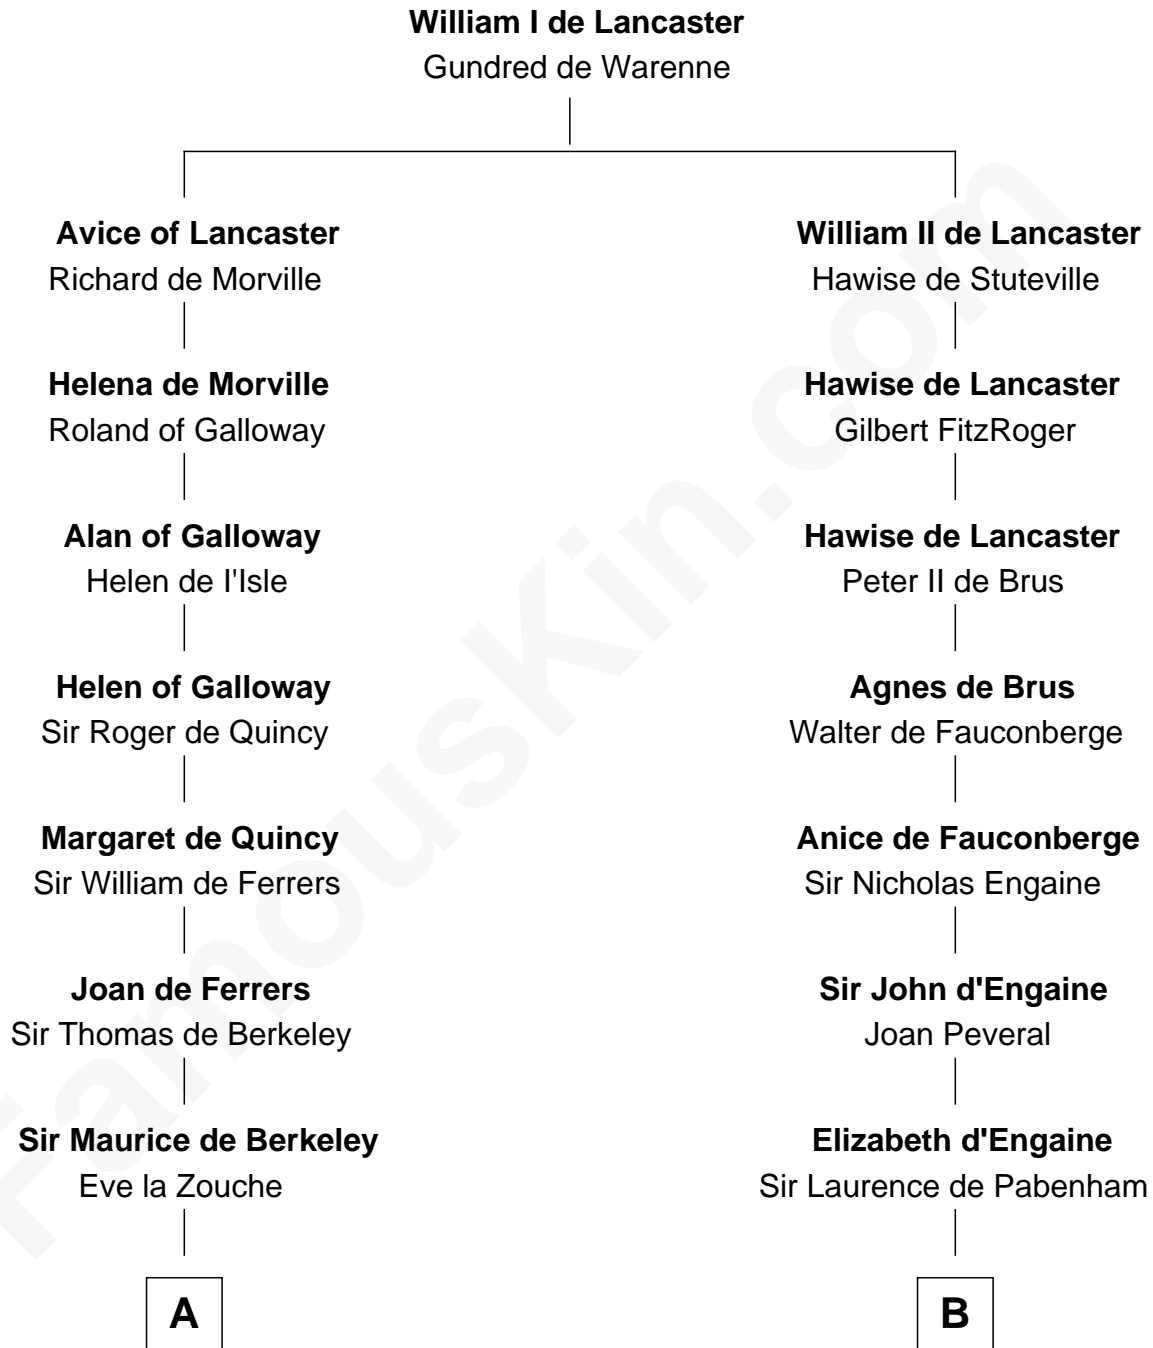 William I de Lancaster
Gundred de Warenne
Avice of Lancaster
Richard de Morville
Helena de Morville
Roland of Galloway
Alan of Galloway
Helen de I'Isle
Helen of Galloway
Sir Roger de Quincy
Margaret de Quincy
Sir William de Ferrers
Joan de Ferrers
Sir Thomas de Berkeley
Sir Maurice de Berkeley
Eve la Zouche
A
William II de Lancaster
Hawise de Stuteville
Hawise de Lancaster
Gilbert FitzRoger
Hawise de Lancaster
Peter II de Brus
Agnes de Brus
Walter de Fauconberge
Anice de Fauconberge
Sir Nicholas Engaine
Sir John d'Engaine
Joan Peveral
Elizabeth d'Engaine
Sir Laurence de Pabenham
B
FamousKin.com